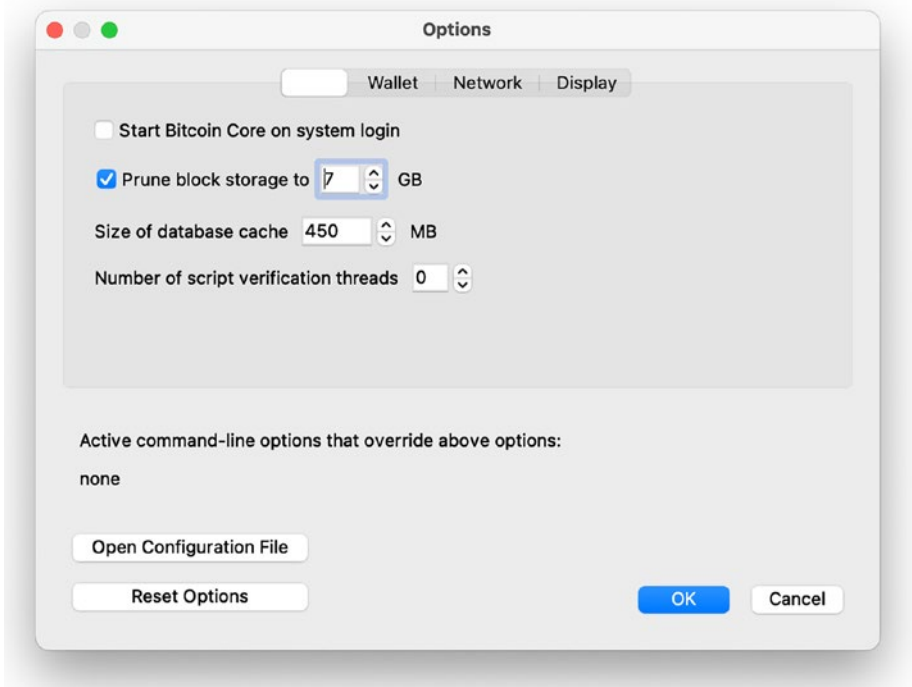 Options
Wallet Network Display
Start Bitcoin Core on system login
Prune block storage to 7 GB
Size of database cache 450 MB
Number of script verification threads 0
Active command-line options that override above options:
none
Open Configuration File
Reset Options
OK Cancel